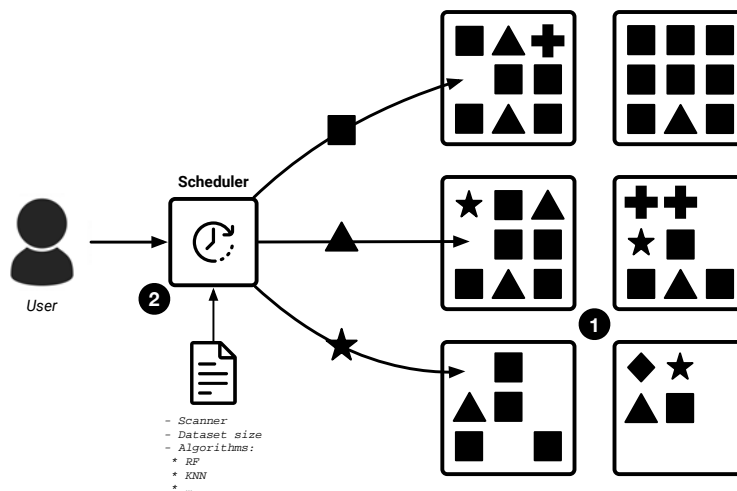 Scheduler
User
2
1
- Scanner
- Dataset size
- Algorithms:
* RF
* KNN
*